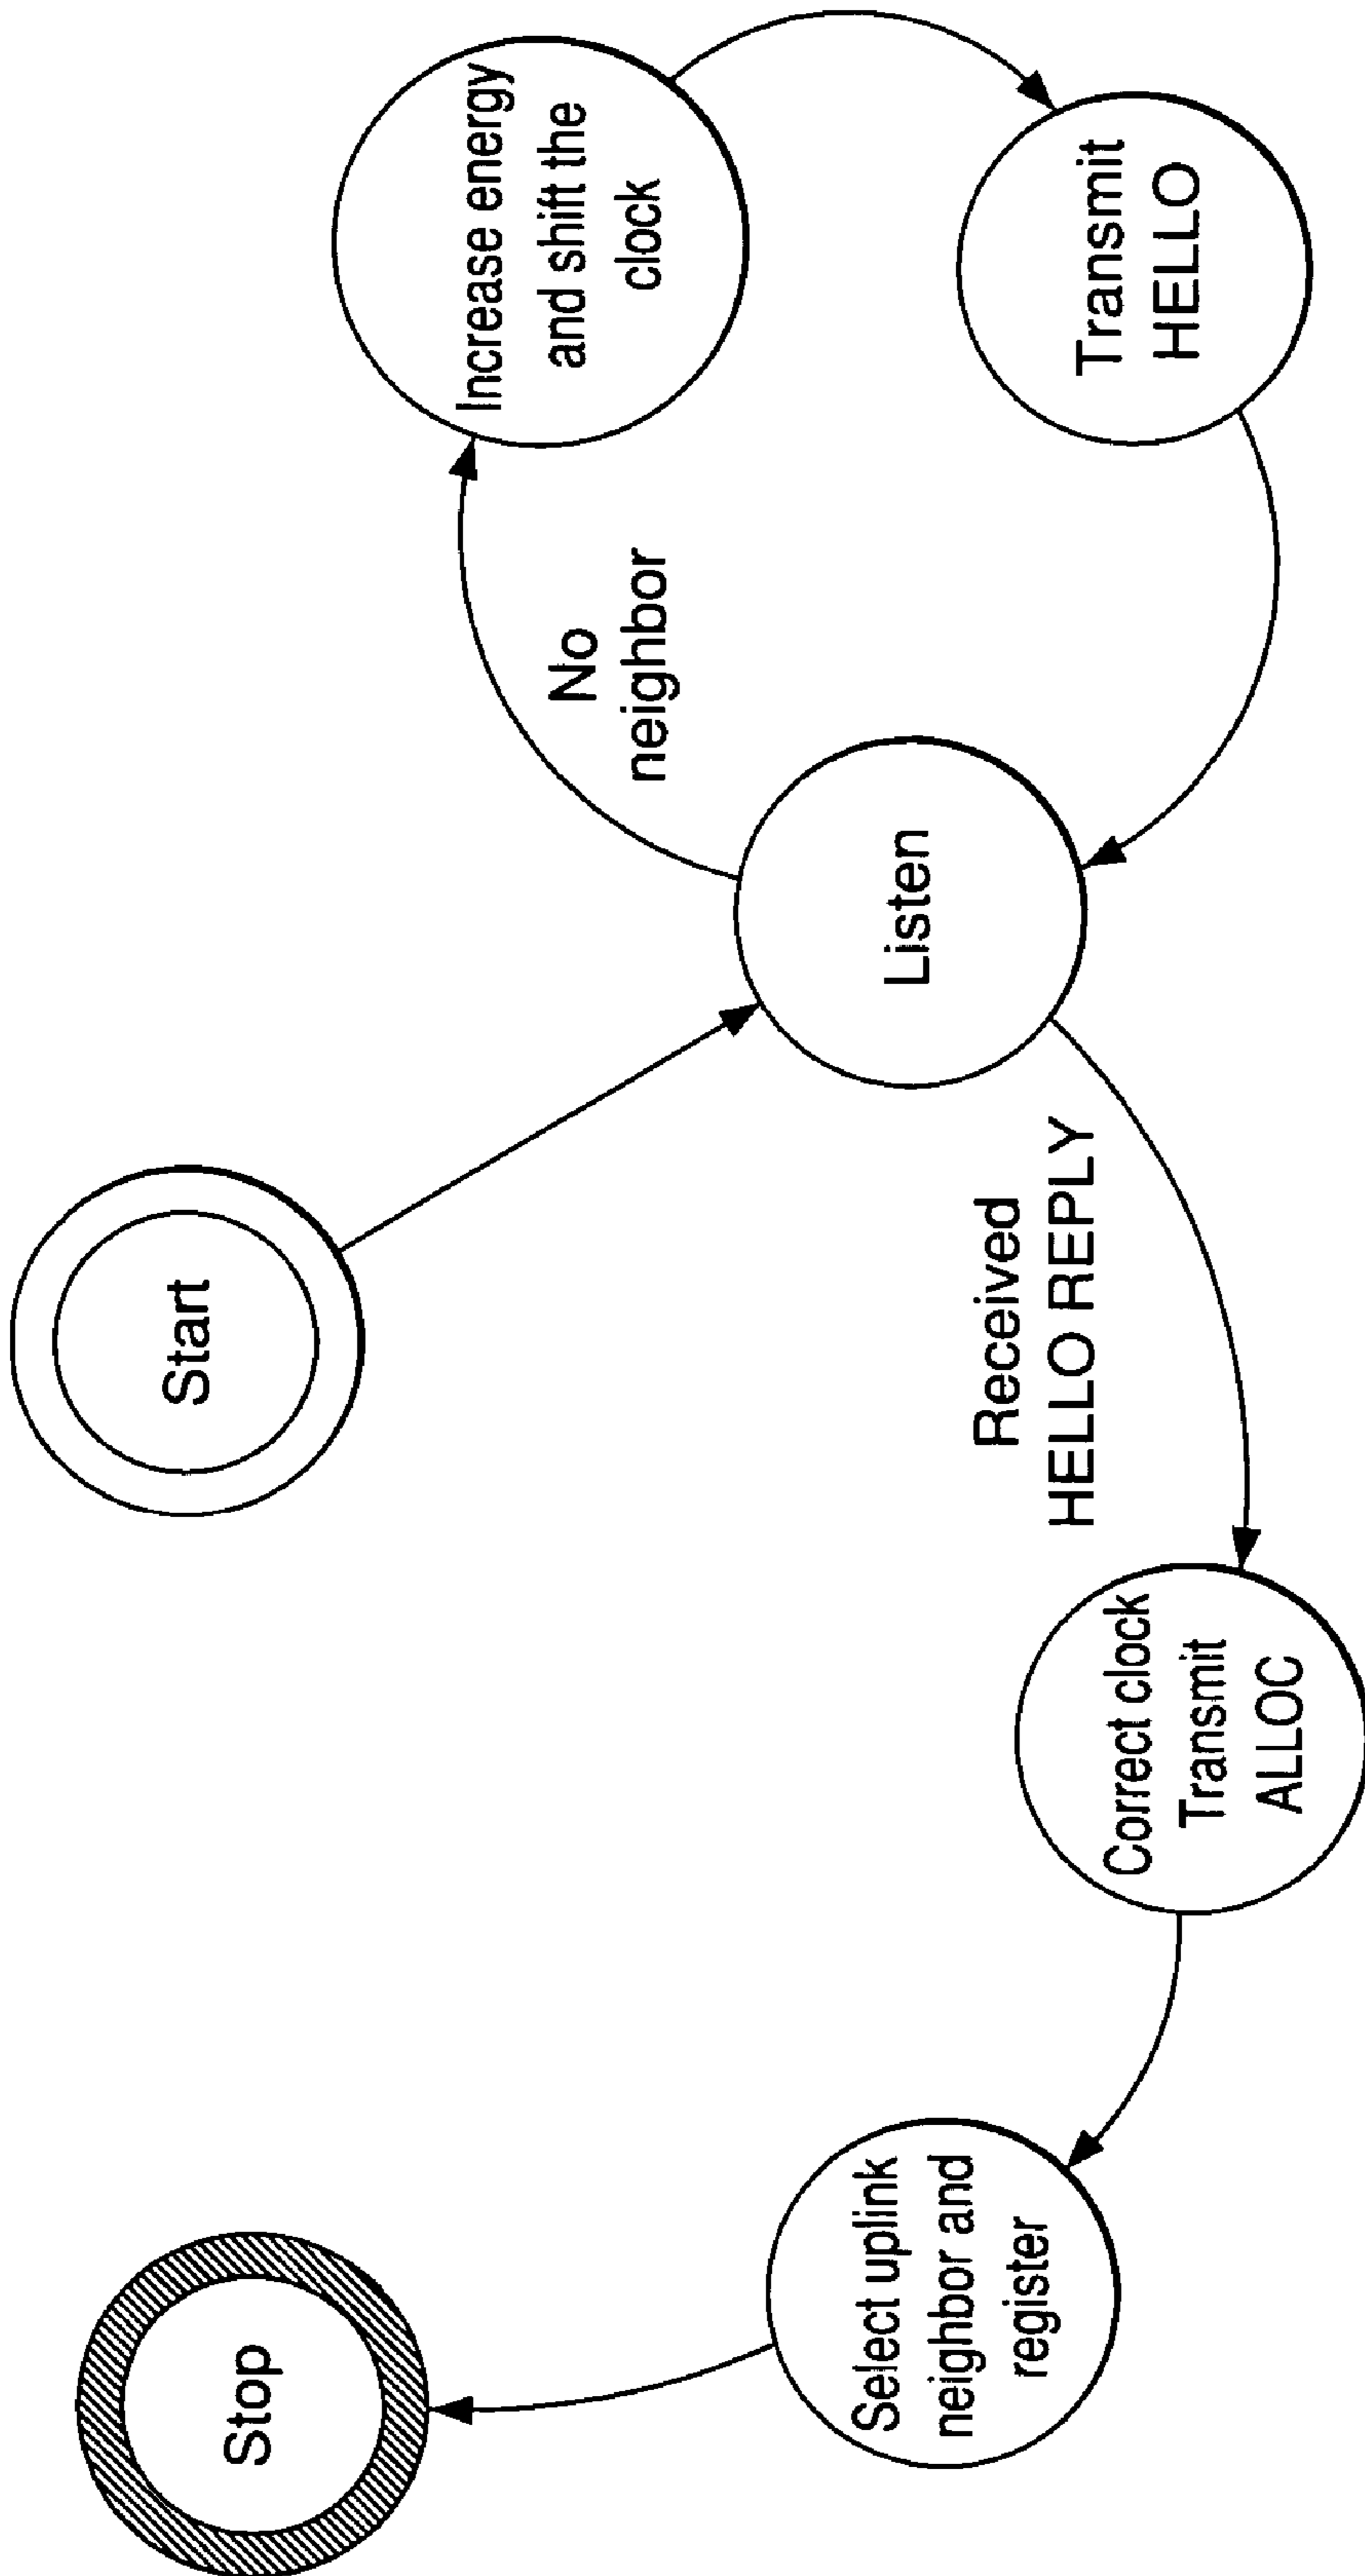 Stop
Start
Select uplink
neighbor and
register
Correct clock
Transmit
ALLOC
Received
HELLO REPLY
Listen
No
neighbor
Increase energy
and shift the
clock
Transmit
HELLO